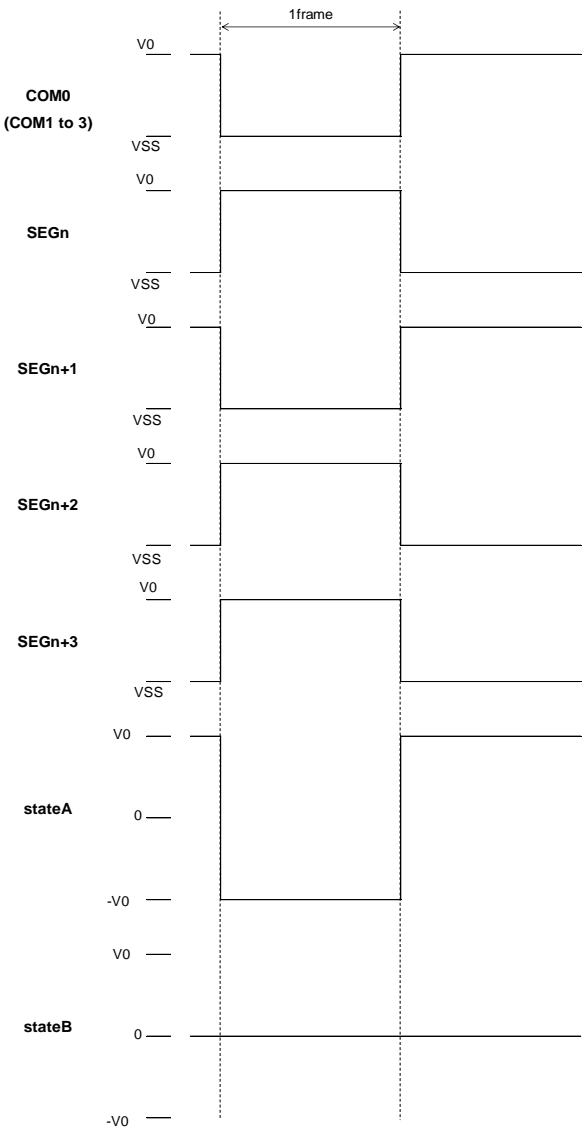 1frame
V0
COM0
(COM1 to 3)
VSS
V0
SEGn
VSS
V0
SEGn+1
VSS
V0
SEGn+2
VSS
V0
SEGn+3
VSS
V0
stateA
0
-V0
V0
stateB
0
-V0